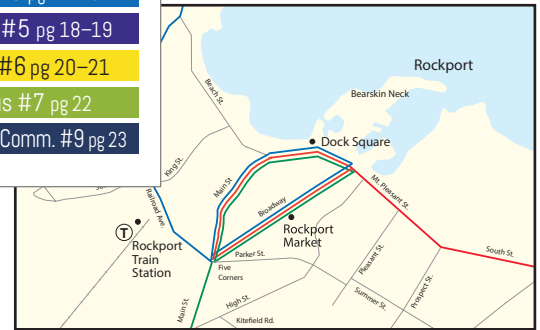 #5 pg 18–19
#6 pg 20–21
#7 pg 22
Comm. #9 pg 23
Rockport
Bearskin Neck
Beach St.
Dock Square
King St.
Main St
Mt. Pleasant St.
Railroad Ave.
Broadway
Rockport
Market
T
Rockport
Train
Station
Parker St.
Five
Corners
Pleasant St.
South St.
Prospect St.
Summer St.
High St.
Main St.
Kitefield Rd.